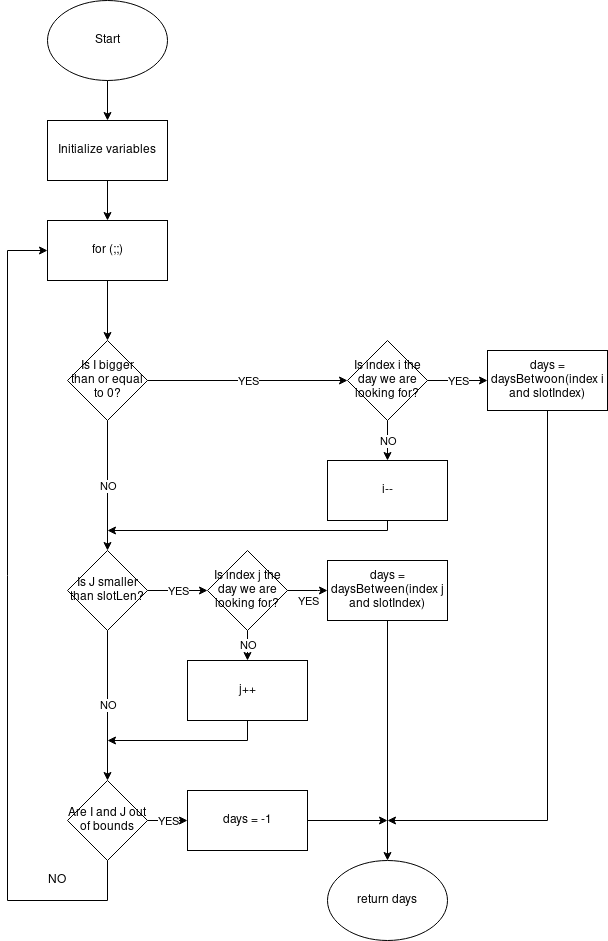 Start
Initialize variables
for (;;)
Is I bigger
than or equal
to 0?
YES
Is index i the
day we are
looking for?
YES
days =
daysBetwoon(index i
and slotIndex)
NO
i--
NO
Is J smaller
than slotLen?
YES
Is index j the
day we are
looking for?
YES
days =
daysBetween(index j
and slotIndex)
NO
j++
NO
Are I and J out
of bounds
YES
days = -1
NO
return days